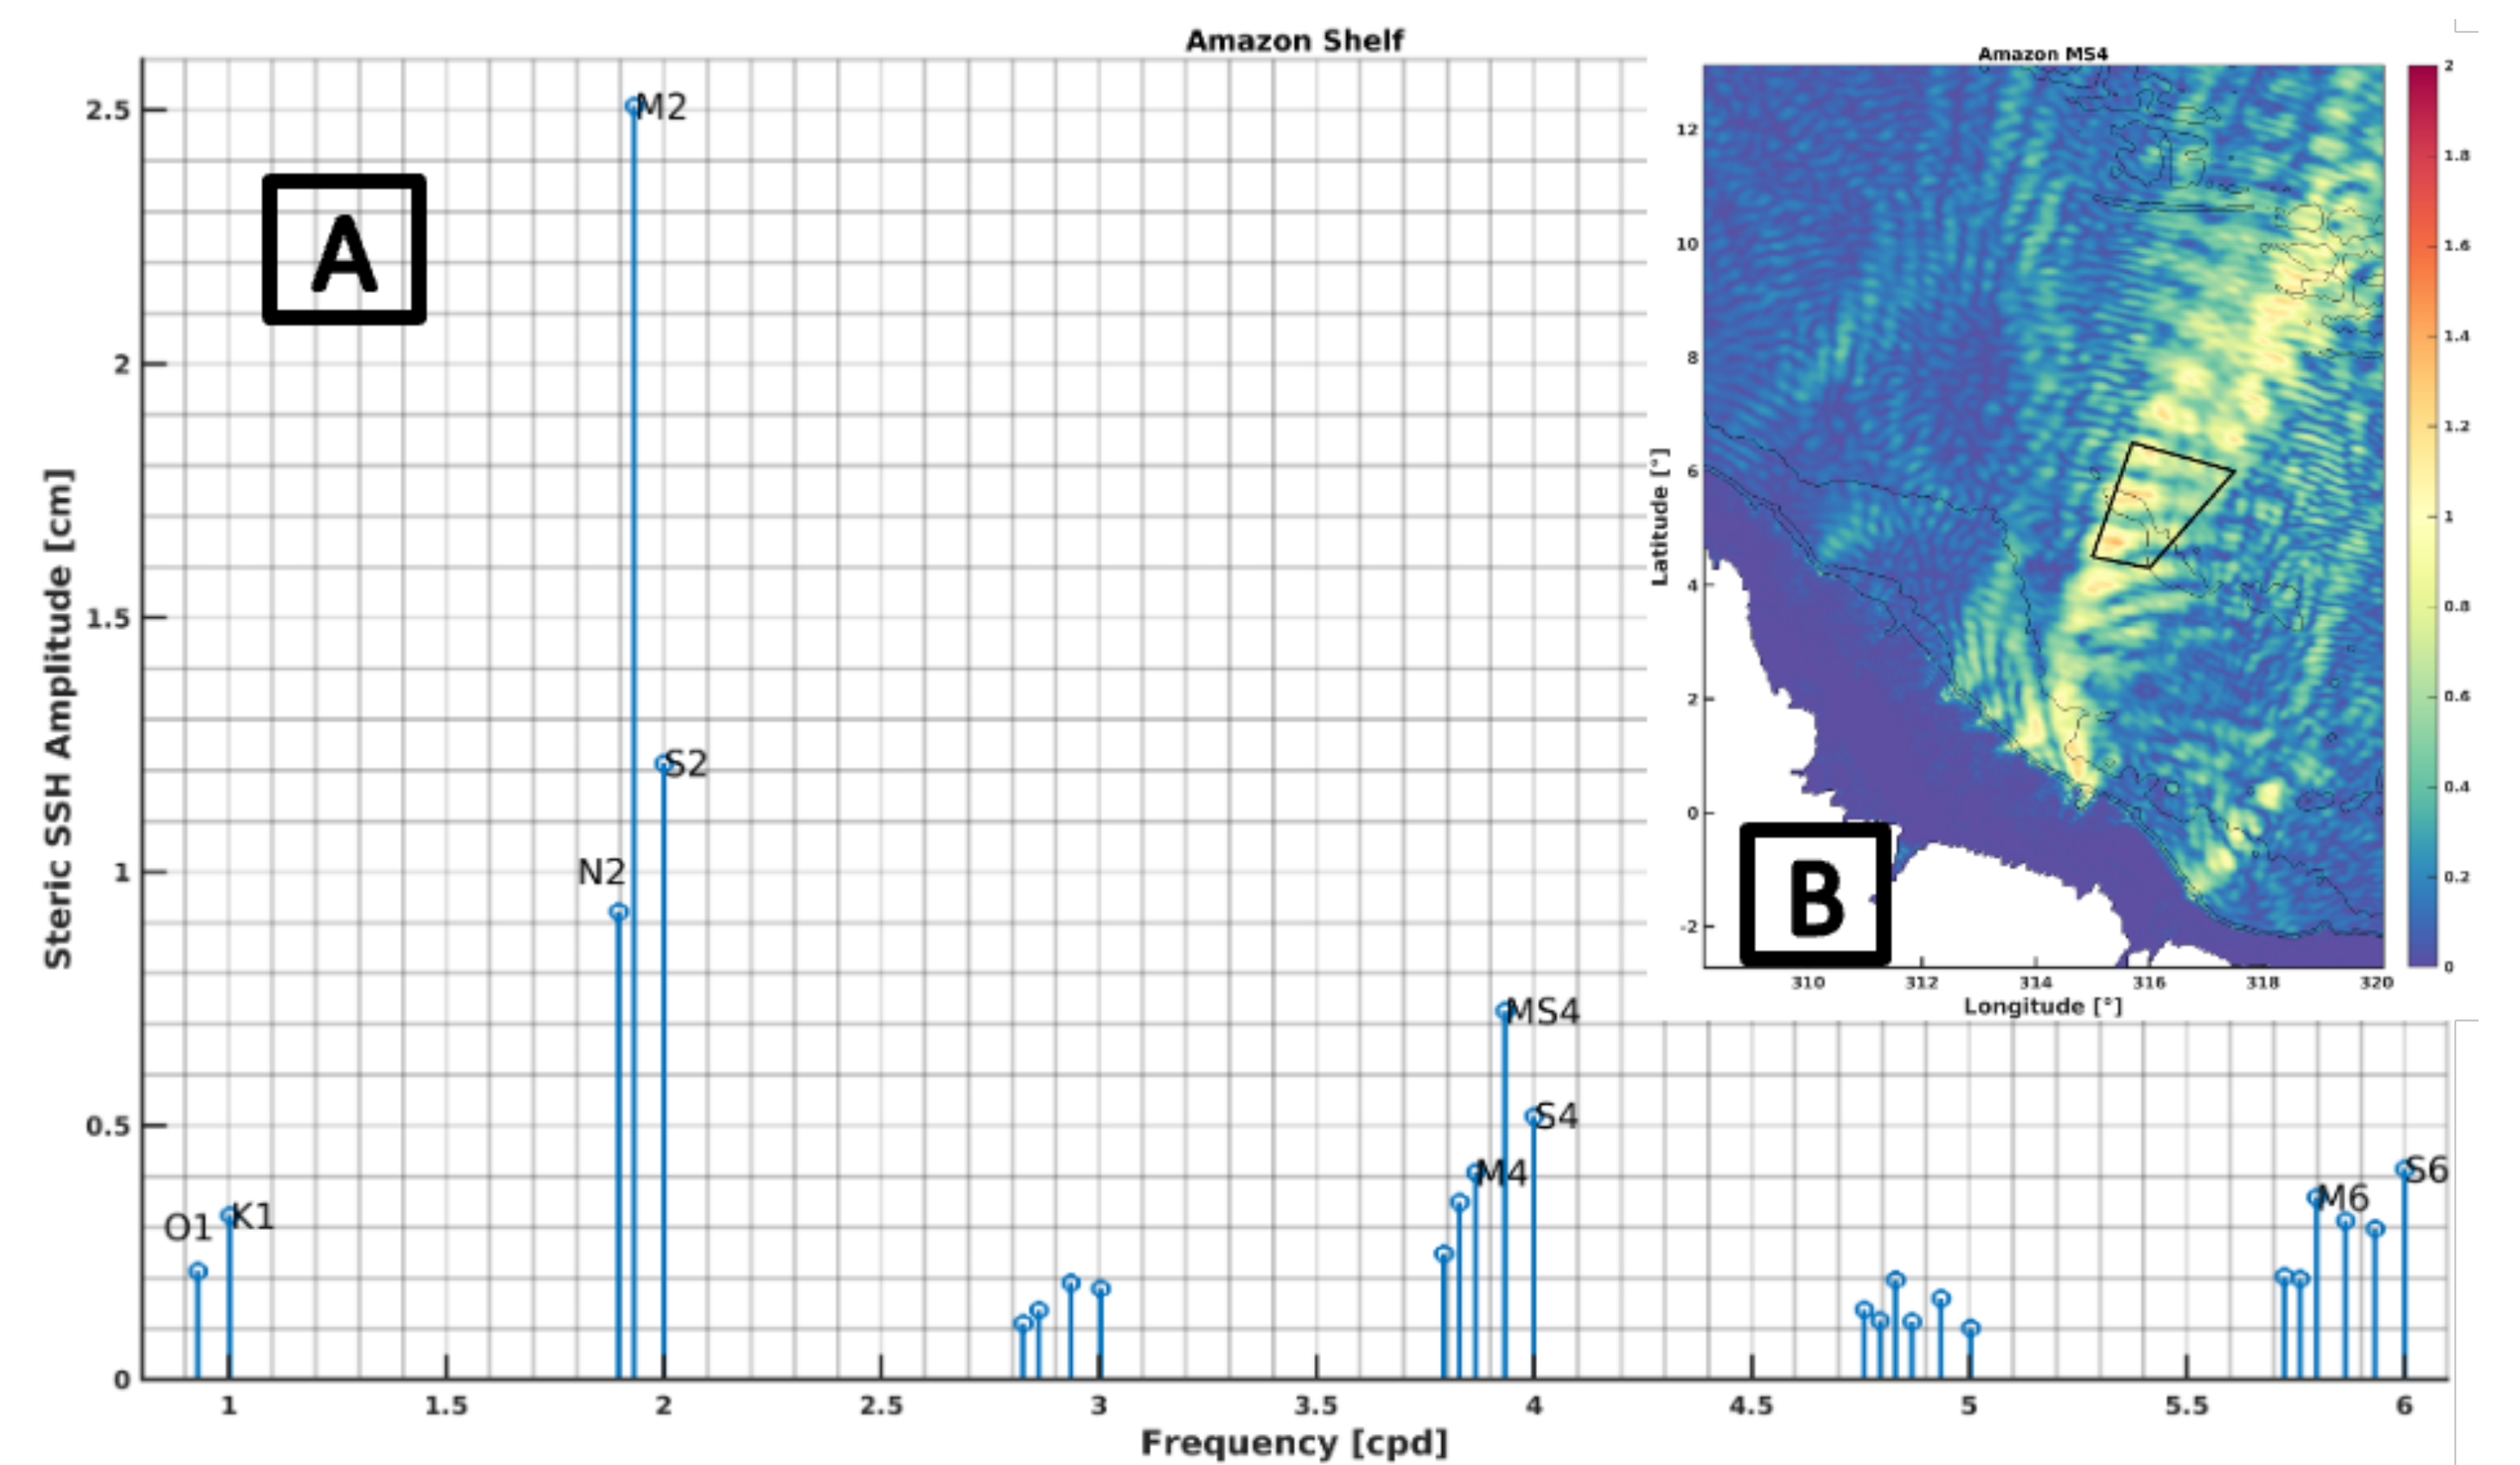 Amazon Shelf
Steric SSH Amplitude [cm]
2.5
2
1.5
1
0.5
0
A
M2
S2
N2
O1
K1
MS4
S4
M4
M6
S6
1
1.5
2
2.5
3
3.5
4
4.5
5
5.5
6
Frequency [cpd]
Amazon MS4
Latitude [°]
12
10
8
6
4
2
0
-2
B
310
312
314
316
318
320
Longitude [°]
2
1.8
1.6
1.4
1.2
1
0.8
0.6
0.4
0.2
0